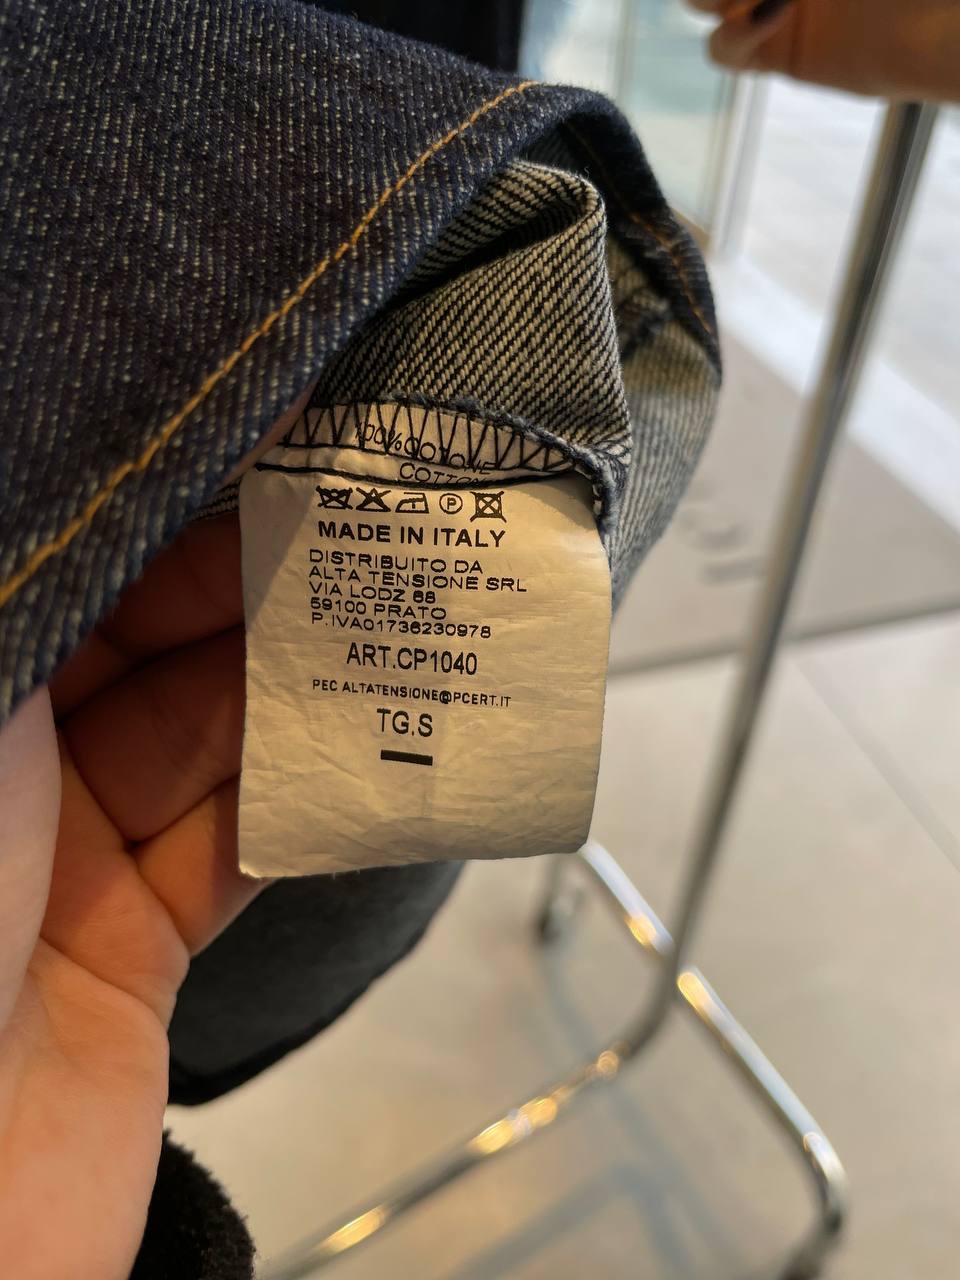 100% COTONE
COTTON
P
MADE IN ITALY
DISTRIBUITO DA
ALTA TENSIONE SRL
VIA LODZ 68
59100 PRATO
P.IVA01736230978
ART.CP1040
PEC ALTATENSIONE@PCERT.IT
TG.S